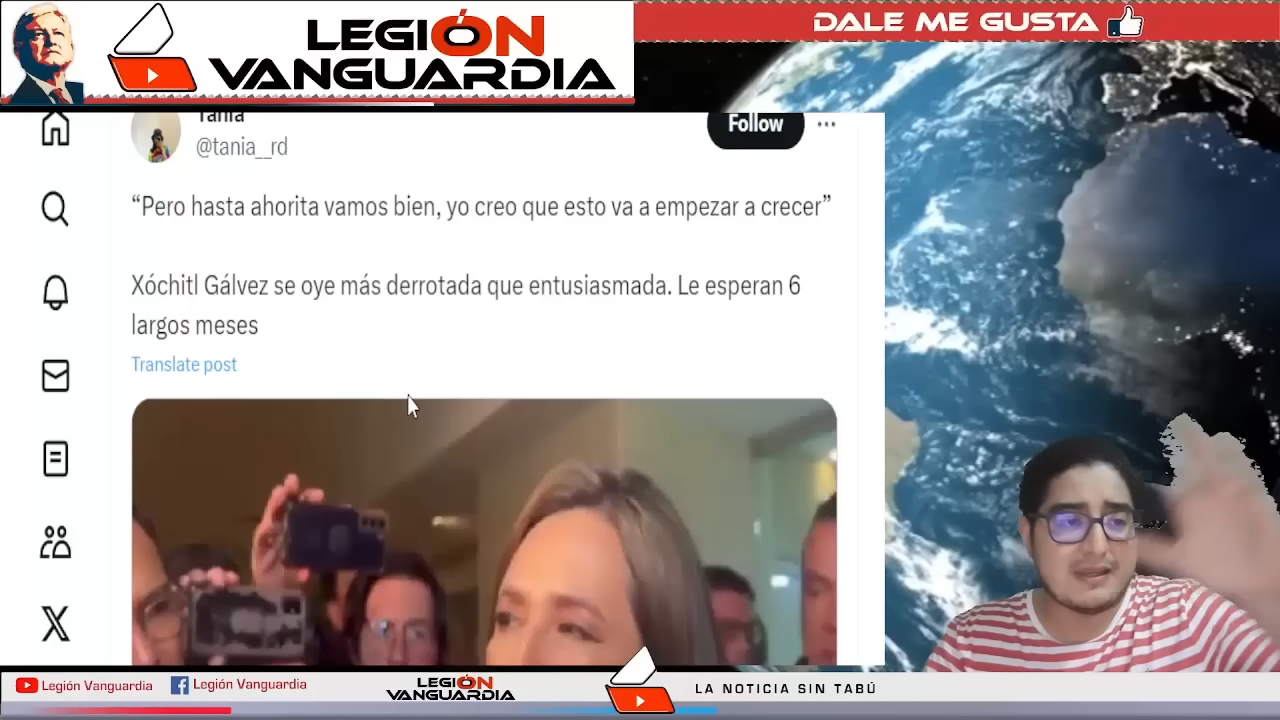 LEGIÓN
VANGUARDIA
DALE ME GUSTA
Tania
@tania__rd
Follow
“Pero hasta ahorita vamos bien, yo creo que esto va a empezar a crecer”
Xóchitl Gálvez se oye más derrotada que entusiasmada. Le esperan 6
largos meses
Translate post
Legión Vanguardia
Legión Vanguardia
LEGIÓN
VANGUARDIA
LA NOTICIA SIN TABÚ